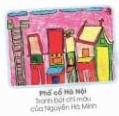 Phố cổ Hà Nội
Tranh bút chì màu
của Nguyễn Hà Minh